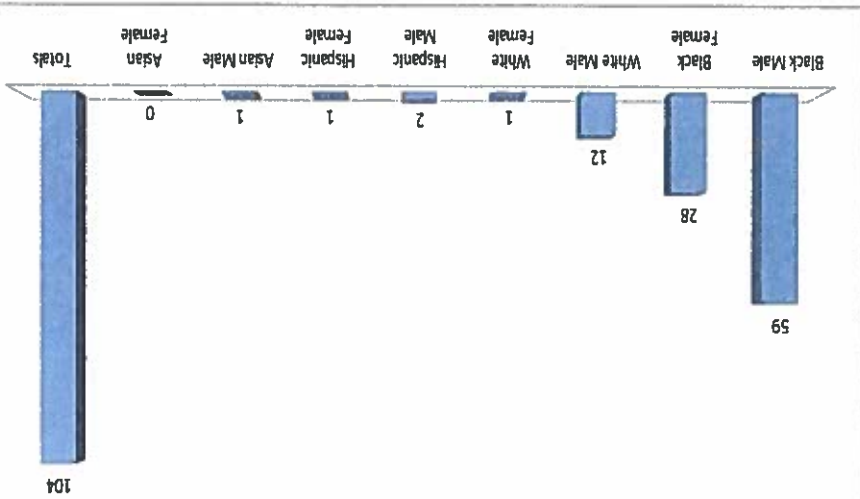 104
59
28
12
1
2
1
1
0
Black Male
Black
Female
White Male
White
Female
Hispanic
Male
Hispanic
Female
Asian Male
Asian
Female
Totals